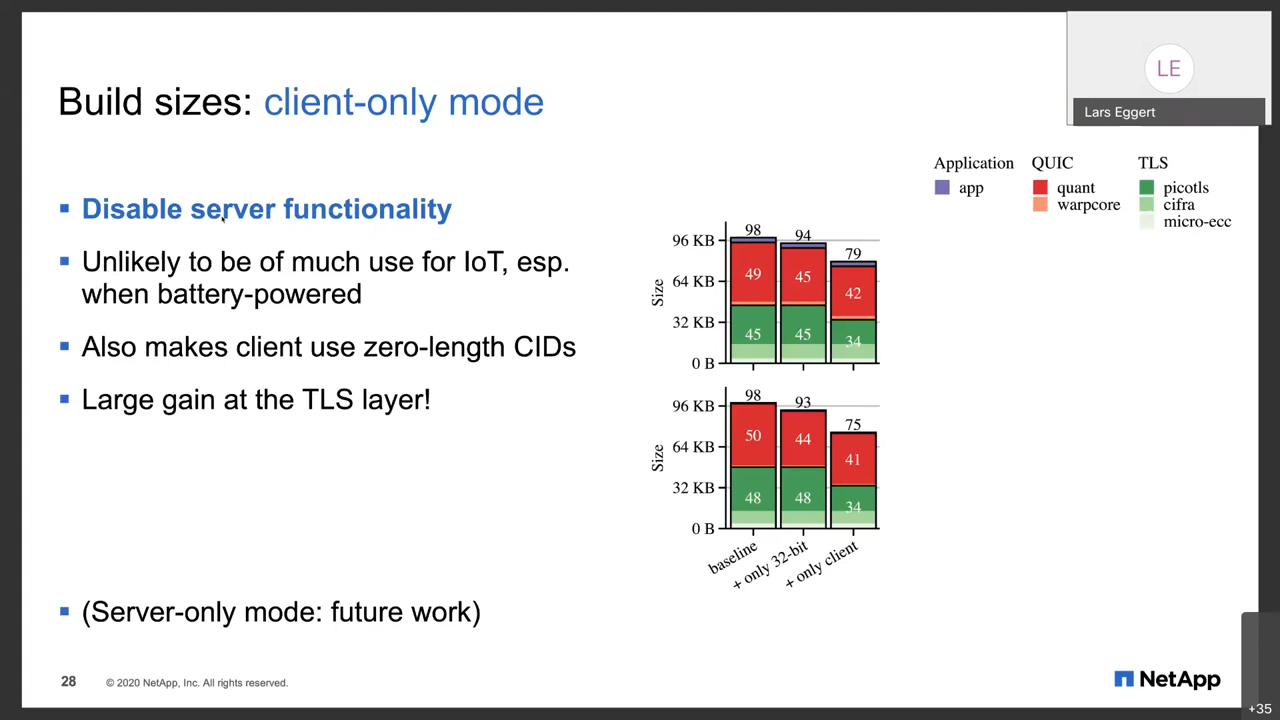 LE
Lars Eggert
Build sizes: client-only mode
Disable server functionality
Unlikely to be of much use for IoT, esp.
when battery-powered
Also makes client use zero-length CIDs
Large gain at the TLS layer!
(Server-only mode: future work)
Application QUIC TLS
app quant picotls
warpcore cifra
micro-ecc
98 94 79
96 KB
64 KB
32 KB
0 B
Size
49 45 42
45 45 34
98 93 75
96 KB
64 KB
32 KB
0 B
Size
50 44 41
48 48 34
baseline
+ only 32-bit
+ only client
28 © 2020 NetApp, Inc. All rights reserved.
NetApp
+35